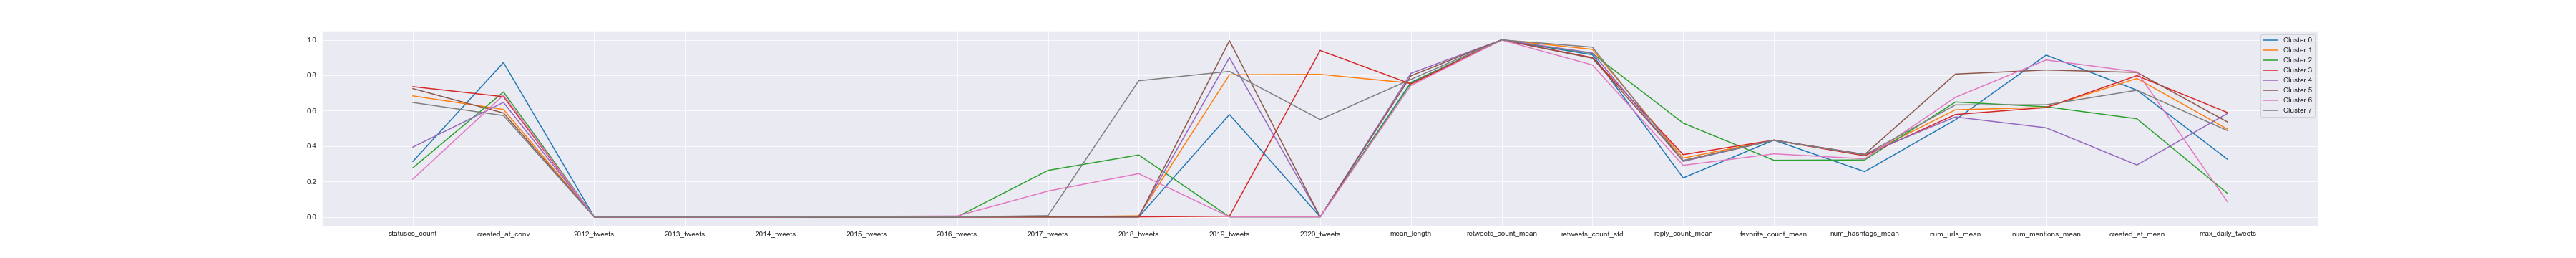 1.0
0.8
0.6
0.4
0.2
0.0
statuses_count created_at_conv 2012_tweets 2013_tweets 2014_tweets 2015_tweets 2016_tweets 2017_tweets 2018_tweets 2019_tweets 2020_tweets mean_length retweets_count_mean retweets_count_std reply_count_mean favorite_count_mean num_hashtags_mean num_urls_mean num_mentions_mean created_at_mean max_daily_tweets
Cluster 0
Cluster 1
Cluster 2
Cluster 3
Cluster 4
Cluster 5
Cluster 6
Cluster 7